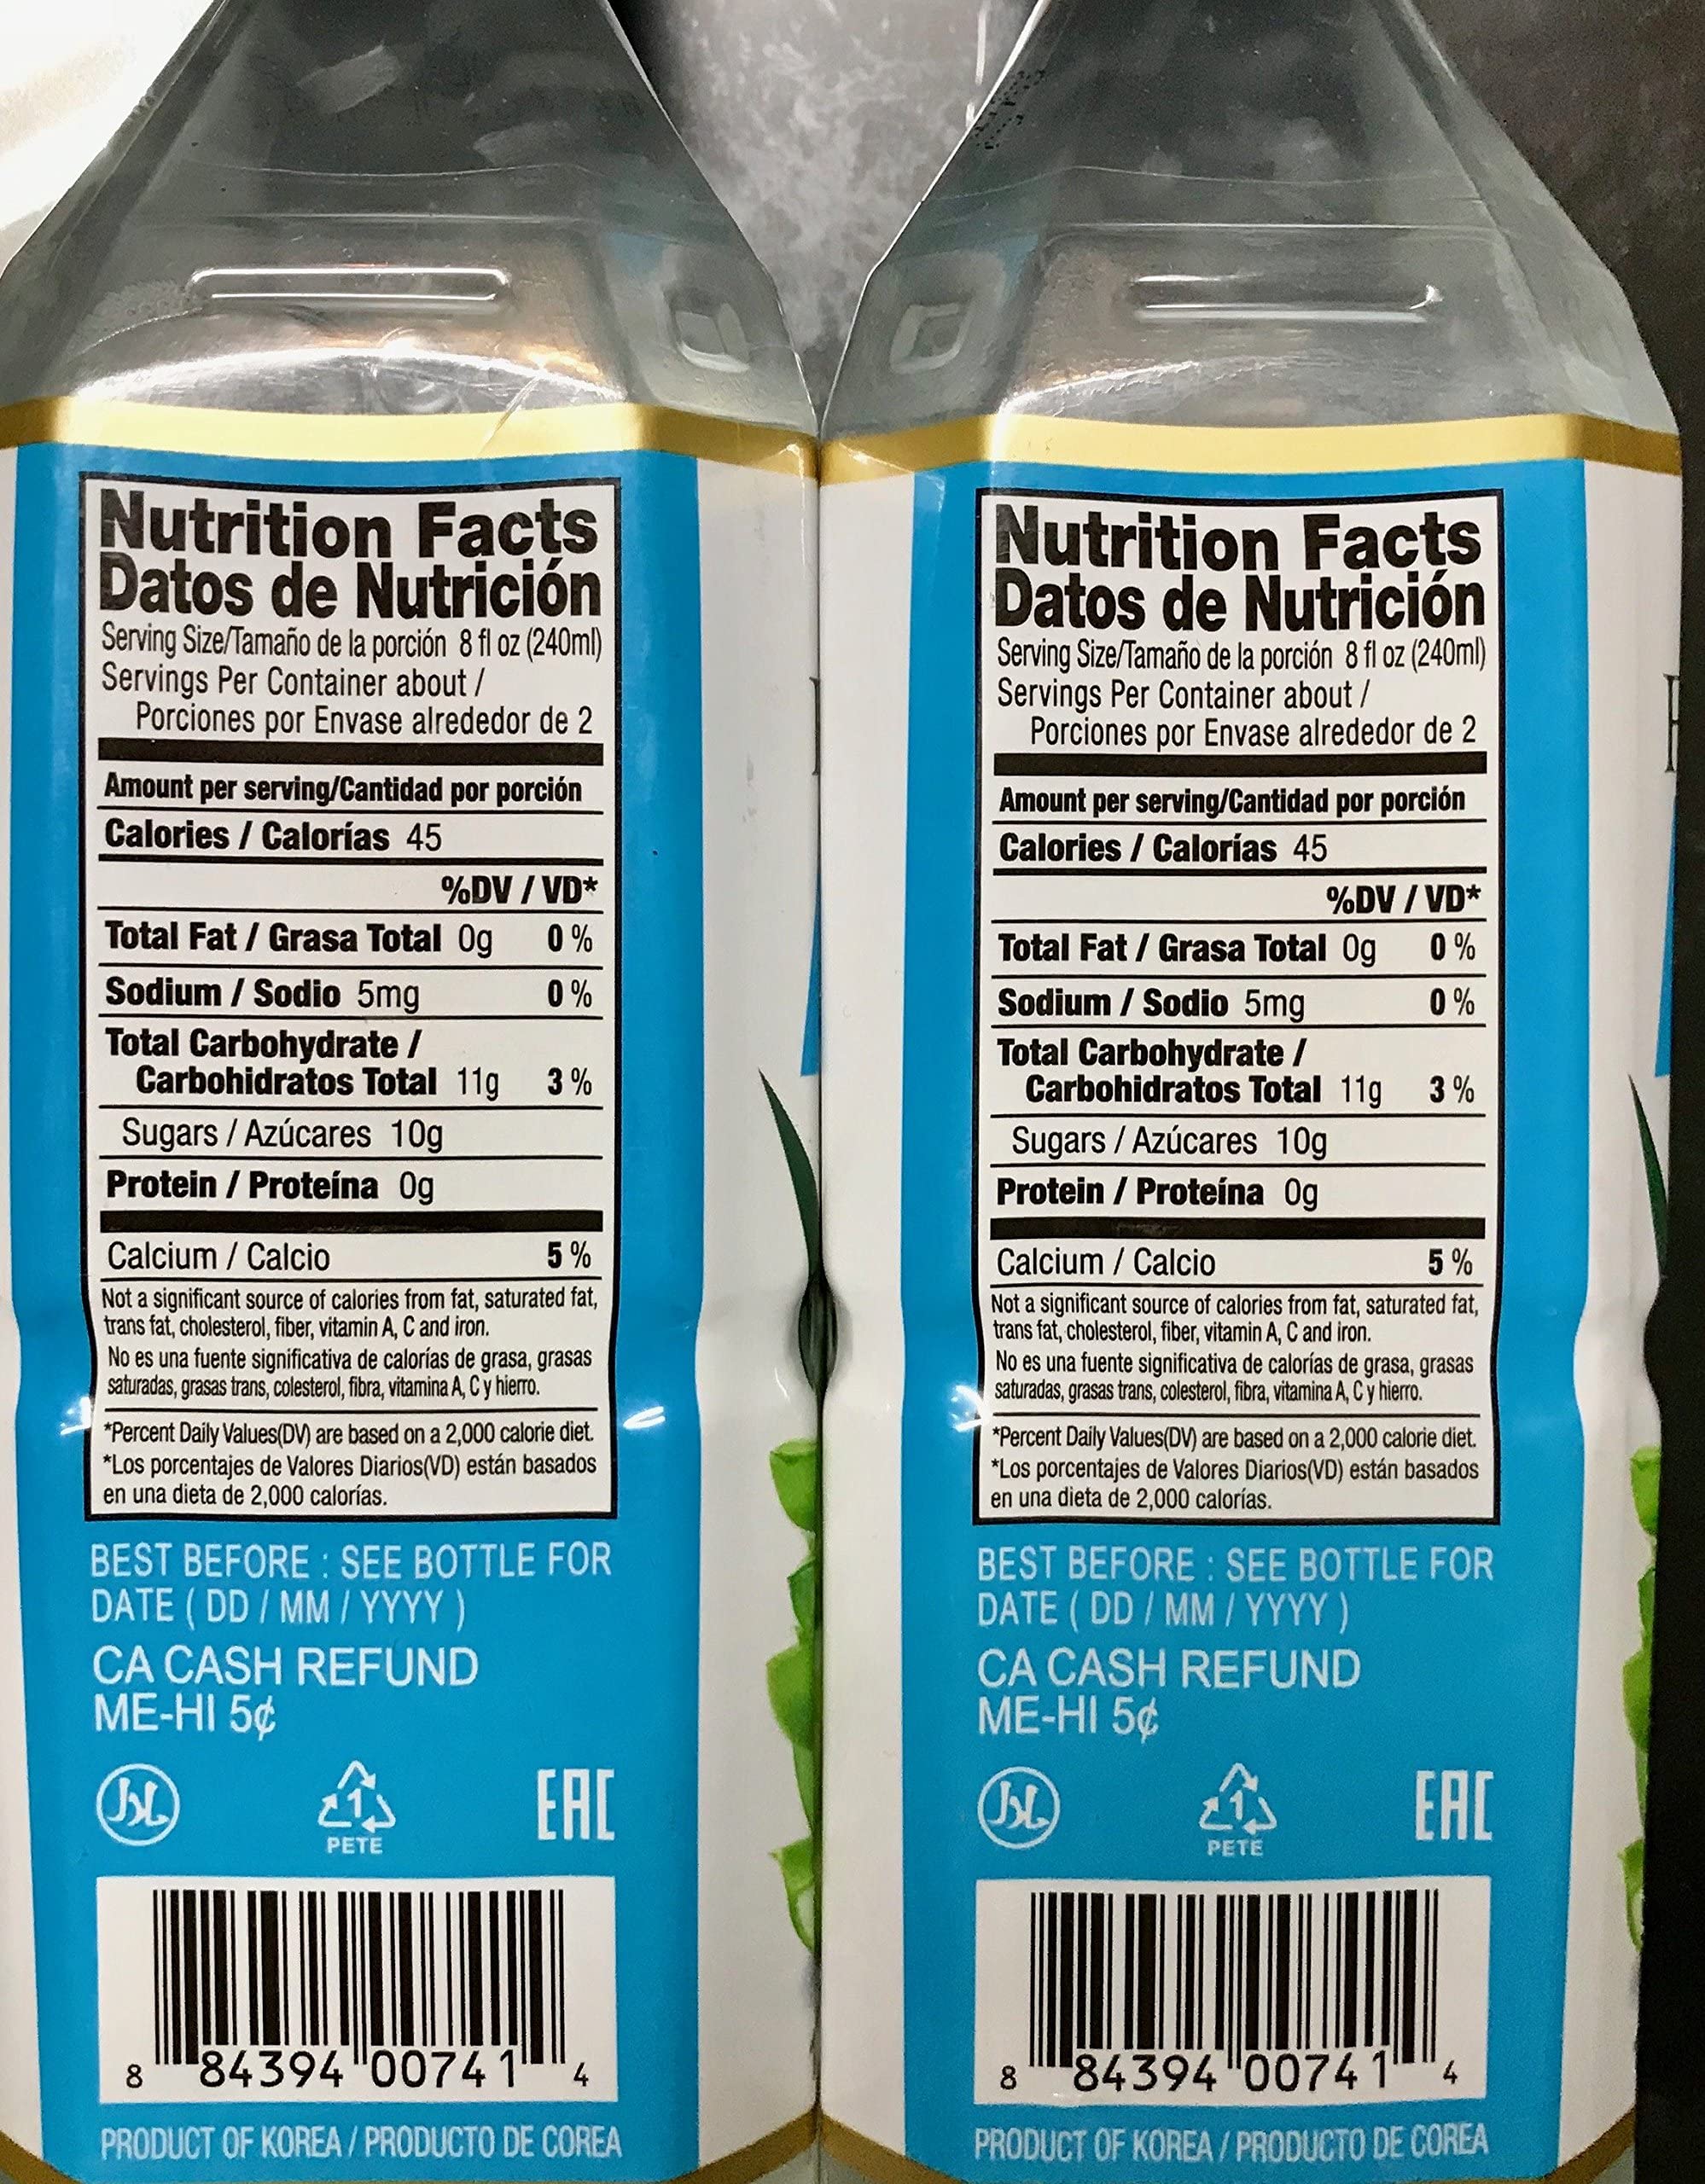 Nutrition Facts
Datos de Nutrición
Serving Size/Tamaño de la porción 8 fl oz (240ml)
Servings Per Container about /
Porciones por Envase alrededor de 2
Amount per serving/Cantidad por porción
Calories / Calorías 45
%DV / VD*
Total Fat / Grasa Total 0g 0 %
Sodium / Sodio 5mg 0 %
Total Carbohydrate /
Carbohidratos Total 11g 3 %
Sugars / Azúcares 10g
Protein / Proteína 0g
Calcium / Calcio 5 %
Not a significant source of calories from fat, saturated fat,
trans fat, cholesterol, fiber, vitamin A, C and iron.
No es una fuente significativa de calorías de grasa, grasas
saturadas, grasas trans, colesterol, fibra, vitamina A, C y hierro.
*Percent Daily Values(DV) are based on a 2,000 calorie diet.
*Los porcentajes de Valores Diarios(VD) están basados
en una dieta de 2,000 calorías.
BEST BEFORE : SEE BOTTLE FOR
DATE ( DD / MM / YYYY )
CA CASH REFUND
ME-HI 5¢
1
PETE
EAC
8 84394 00741 4
PRODUCT OF KOREA / PRODUCTO DE COREA
Nutrition Facts
Datos de Nutrición
Serving Size/Tamaño de la porción 8 fl oz (240ml)
Servings Per Container about /
Porciones por Envase alrededor de 2
Amount per serving/Cantidad por porción
Calories / Calorías 45
%DV / VD*
Total Fat / Grasa Total 0g 0 %
Sodium / Sodio 5mg 0 %
Total Carbohydrate /
Carbohidratos Total 11g 3 %
Sugars / Azúcares 10g
Protein / Proteína 0g
Calcium / Calcio 5 %
Not a significant source of calories from fat, saturated fat,
trans fat, cholesterol, fiber, vitamin A, C and iron.
No es una fuente significativa de calorías de grasa, grasas
saturadas, grasas trans, colesterol, fibra, vitamina A, C y hierro.
*Percent Daily Values(DV) are based on a 2,000 calorie diet.
*Los porcentajes de Valores Diarios(VD) están basados
en una dieta de 2,000 calorías.
BEST BEFORE : SEE BOTTLE FOR
DATE ( DD / MM / YYYY )
CA CASH REFUND
ME-HI 5¢
1
PETE
EAC
8 84394 00741 4
PRODUCT OF KOREA / PRODUCTO DE COREA